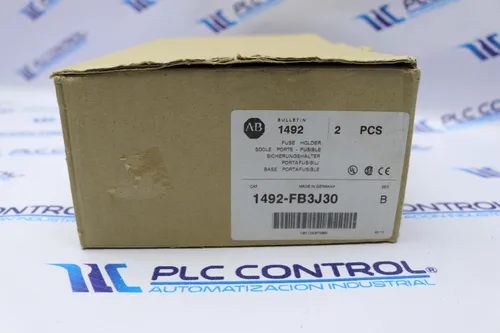 BULLETIN
AB 1492 2 PCS
FUSE HOLDER
SOCLE PORTE - FUSIBLE
SICHERUNGSHALTER
PORTAFUSIBILI
BASE PORTAFUSIBLE
CAT MADE IN GERMANY SER
1492-FB3J30 B
PLC CONTROL
AUTOMATIZACIÓN INDUSTRIAL